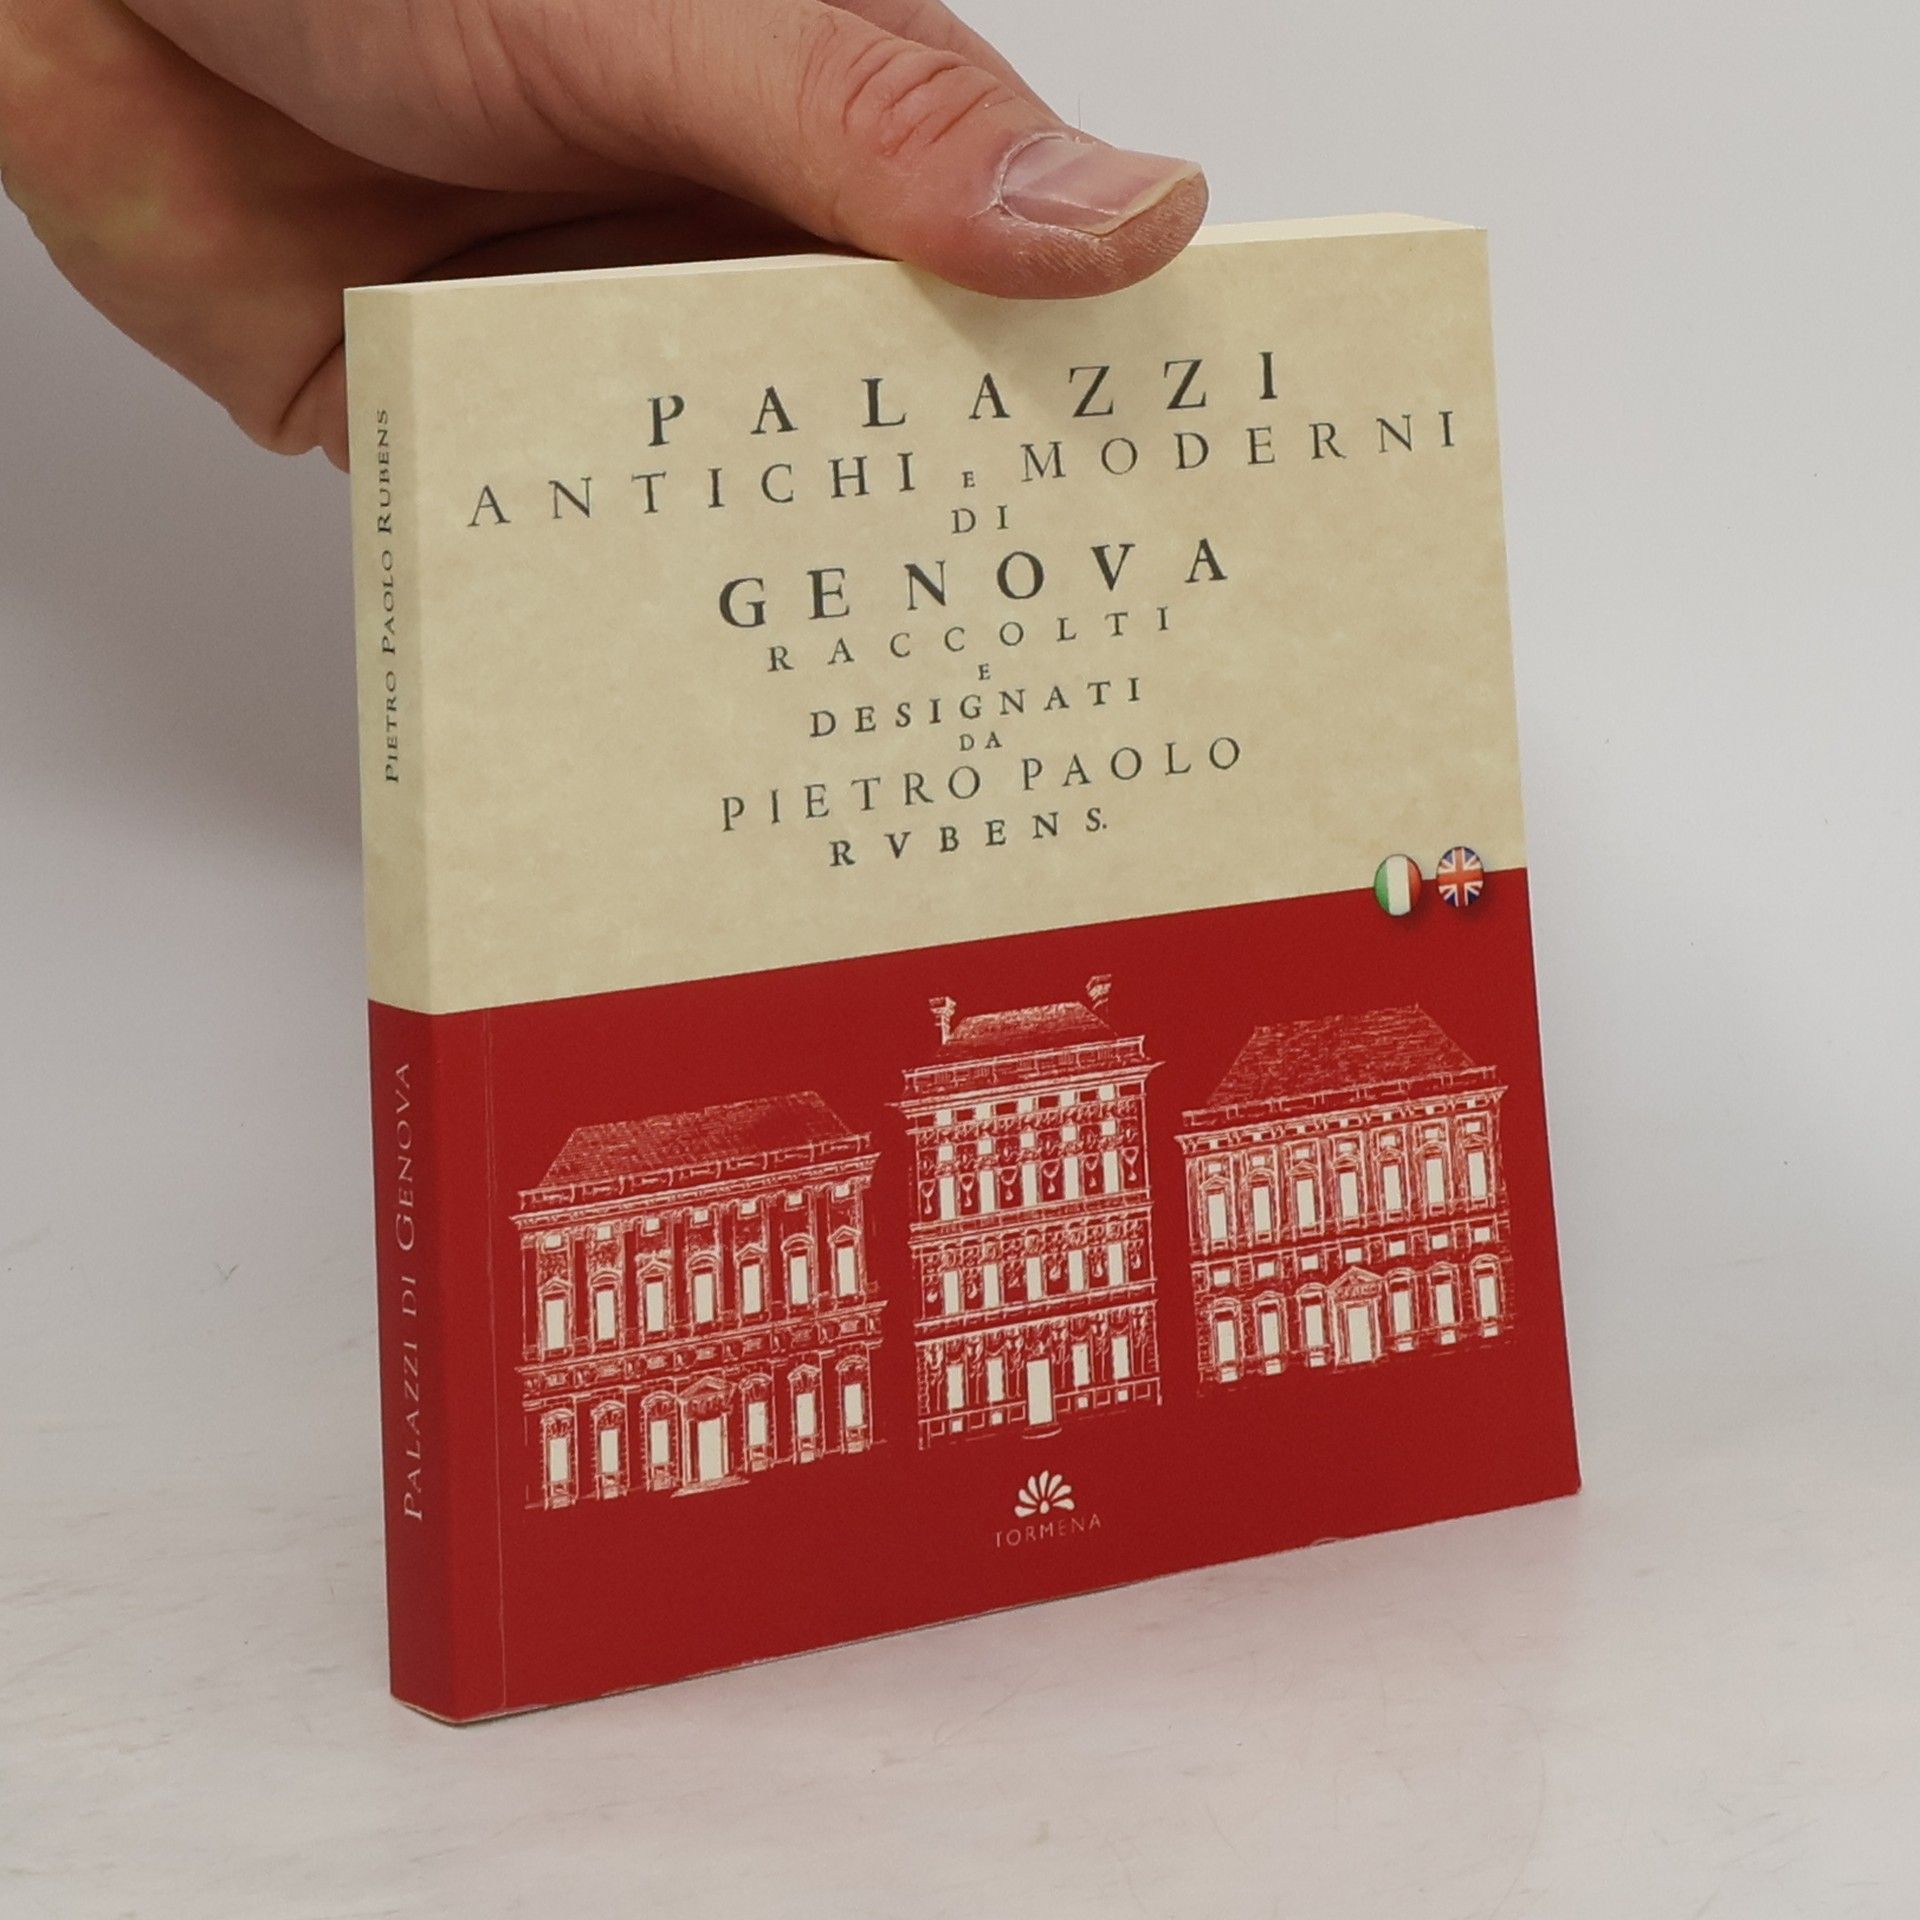 PALAZZI
ANTICHI E MODERNI
DI
GENOVA
RACCOLTI
E
DESIGNATI
DA
PIETRO PAOLO
RVBENS.
TORMENA
PIETRO PAOLO RUBENS
PALAZZI DI GENOVA